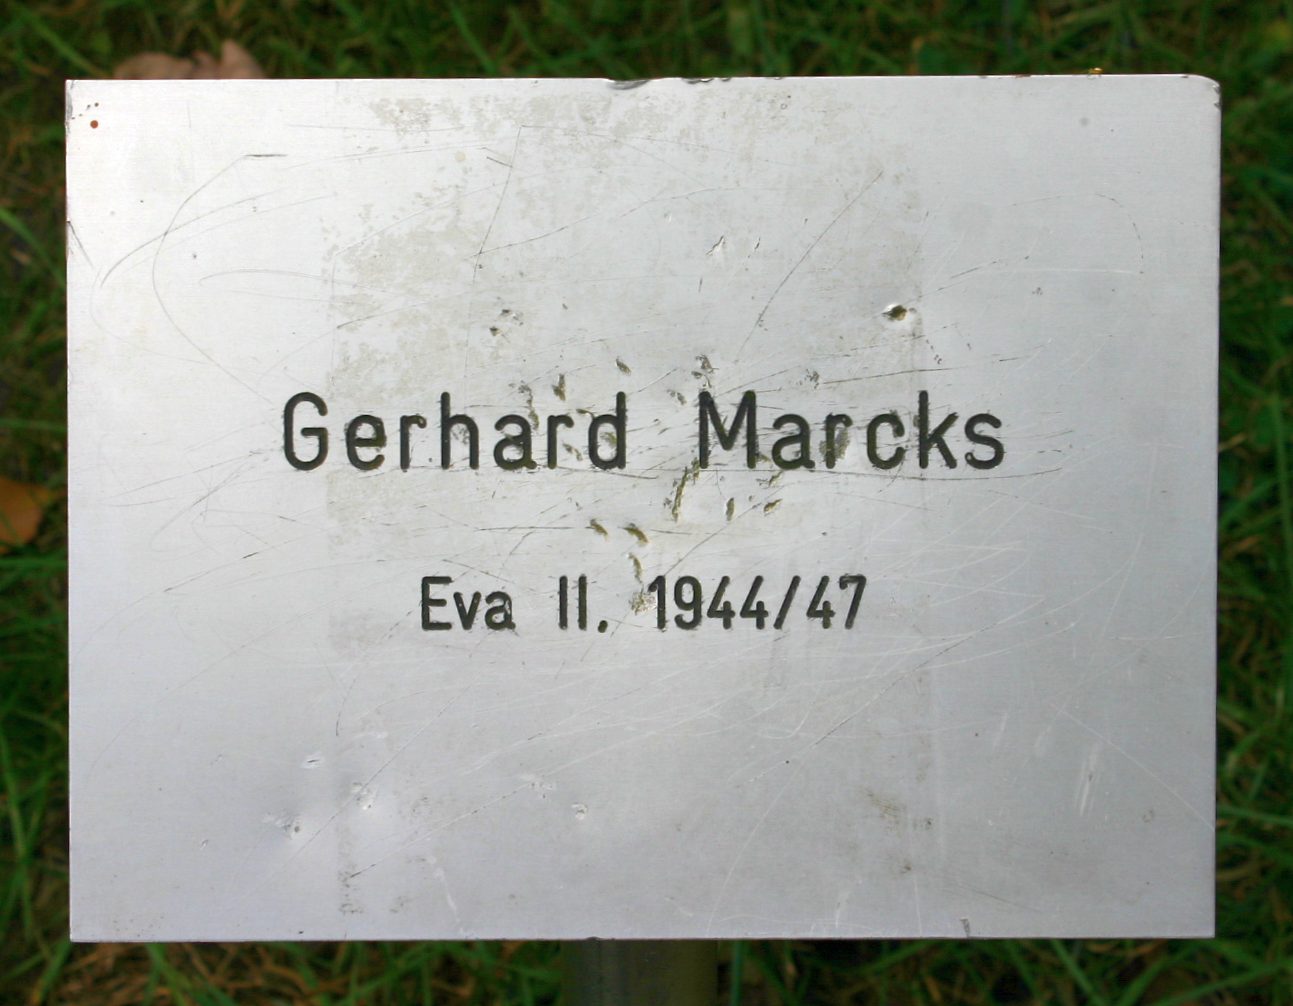 Gerhard Marcks
Eva II. 1944/47